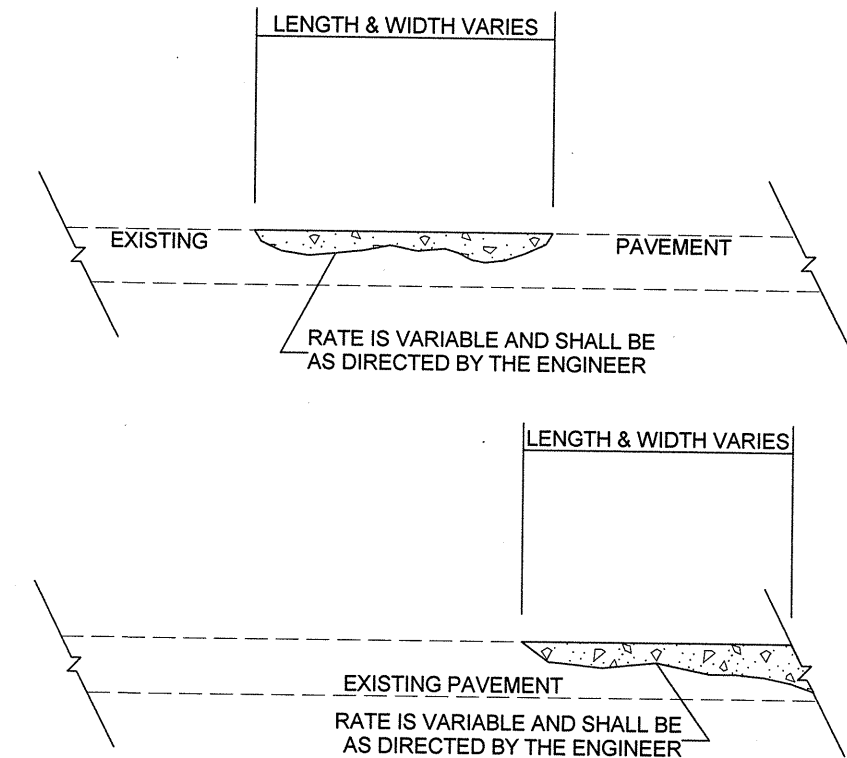 LENGTH & WIDTH VARIES
EXISTING
PAVEMENT
RATE IS VARIABLE AND SHALL BE
AS DIRECTED BY THE ENGINEER
LENGTH & WIDTH VARIES
EXISTING PAVEMENT
RATE IS VARIABLE AND SHALL BE
AS DIRECTED BY THE ENGINEER